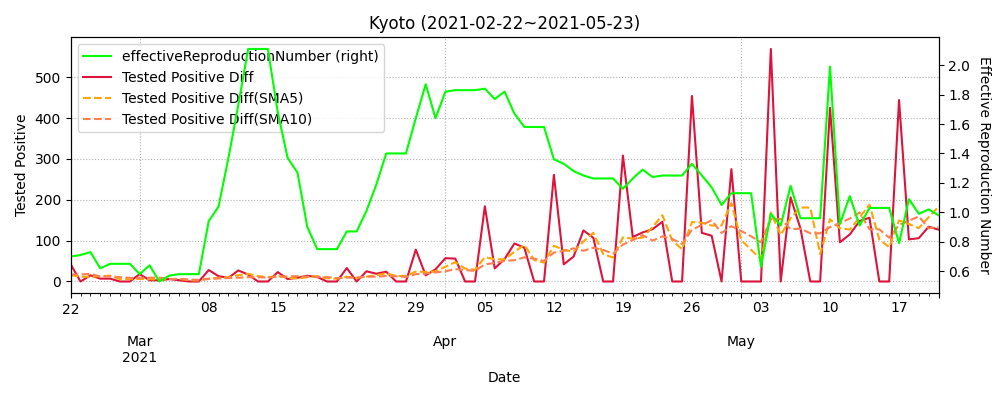 Kyoto (2021-02-22~2021-05-23)
effectiveReproductionNumber (right)
Tested Positive Diff
Tested Positive Diff(SMA5)
Tested Positive Diff(SMA10)
Tested Positive
500
400
300
200
100
0
2.0
1.8
1.6
1.4
1.2
1.0
0.8
0.6
Effective Reproduction Number
22 08 15 22 29 05 12 19 26 03 10 17
Mar Apr May
2021
Date